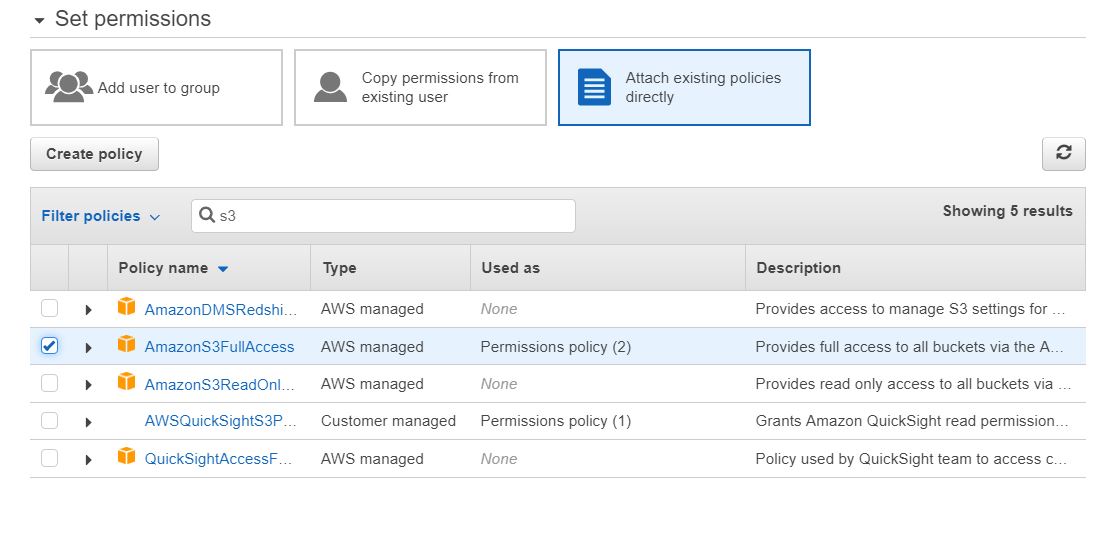 Set permissions
Add user to group
Copy permissions from
existing user
Attach existing policies
directly
Create policy
Filter policies
s3
Showing 5 results
Policy name Type Used as Description
AmazonDMSRedshi... AWS managed None Provides access to manage S3 settings for ...
AmazonS3FullAccess AWS managed Permissions policy (2) Provides full access to all buckets via the A...
AmazonS3ReadOnl... AWS managed None Provides read only access to all buckets via ...
AWSQuickSightS3P... Customer managed Permissions policy (1) Grants Amazon QuickSight read permission...
QuickSightAccessF... AWS managed None Policy used by QuickSight team to access c...